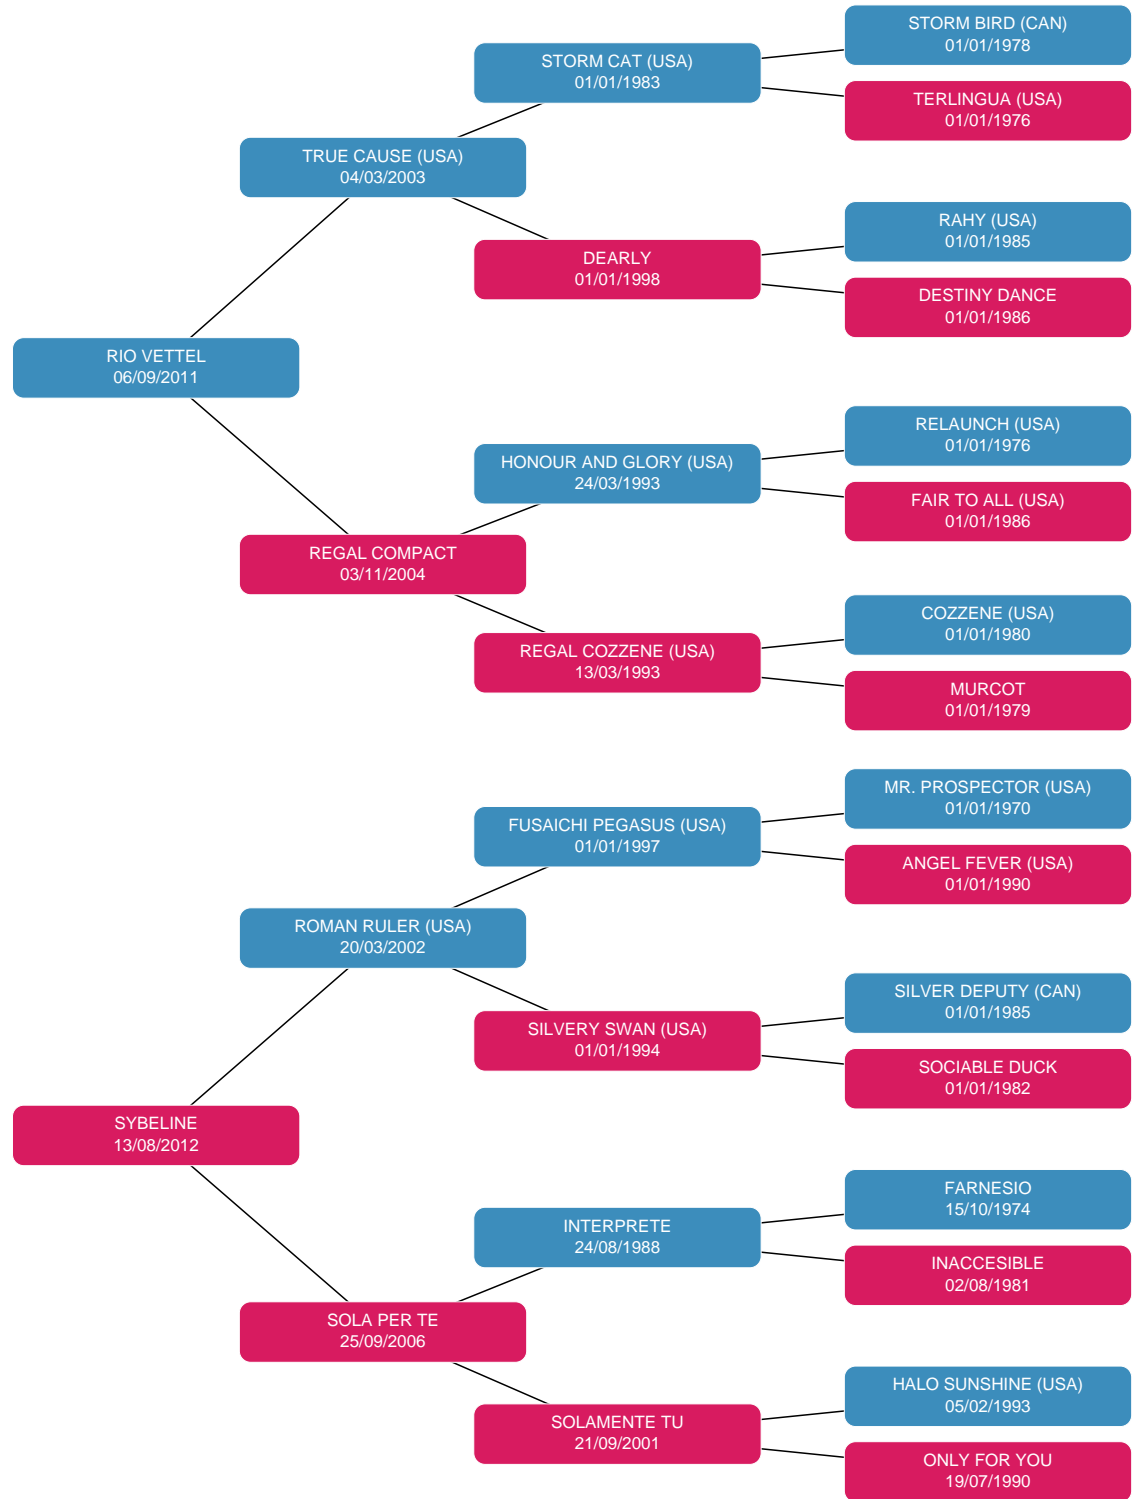 STORM BIRD (CAN)
01/01/1978
STORM CAT (USA)
01/01/1983
TERLINGUA (USA)
01/01/1976
TRUE CAUSE (USA)
04/03/2003
RAHY (USA)
01/01/1985
DEARLY
01/01/1998
DESTINY DANCE
01/01/1986
RIO VETTEL
06/09/2011
RELAUNCH (USA)
01/01/1976
HONOUR AND GLORY (USA)
24/03/1993
FAIR TO ALL (USA)
01/01/1986
REGAL COMPACT
03/11/2004
COZZENE (USA)
01/01/1980
REGAL COZZENE (USA)
13/03/1993
MURCOT
01/01/1979
MR. PROSPECTOR (USA)
01/01/1970
FUSAICHI PEGASUS (USA)
01/01/1997
ANGEL FEVER (USA)
01/01/1990
ROMAN RULER (USA)
20/03/2002
SILVER DEPUTY (CAN)
01/01/1985
SILVERY SWAN (USA)
01/01/1994
SOCIABLE DUCK
01/01/1982
SYBELINE
13/08/2012
FARNESIO
15/10/1974
INTERPRETE
24/08/1988
INACCESIBLE
02/08/1981
SOLA PER TE
25/09/2006
HALO SUNSHINE (USA)
05/02/1993
SOLAMENTE TU
21/09/2001
ONLY FOR YOU
19/07/1990